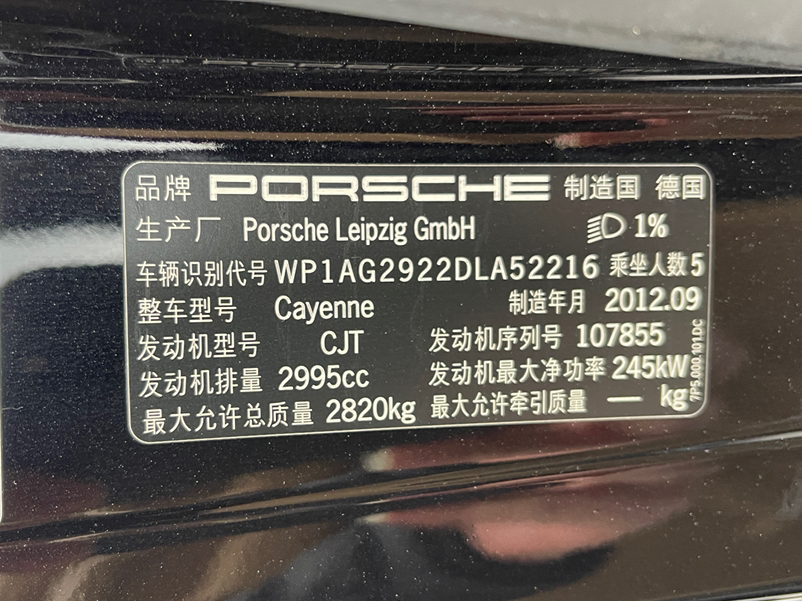 品牌 PORSCHE 制造国 德国
生产厂 Porsche Leipzig GmbH 1%
车辆识别代号 WP1AG2922DLA52216 乘坐人数 5
整车型号 Cayenne 制造年月 2012.09
发动机型号 CJT 发动机序列号 107855
发动机排量 2995cc 发动机最大净功率 245kW
最大允许总质量 2820kg 最大允许牵引质量 — kg
7P5.000.101.DC